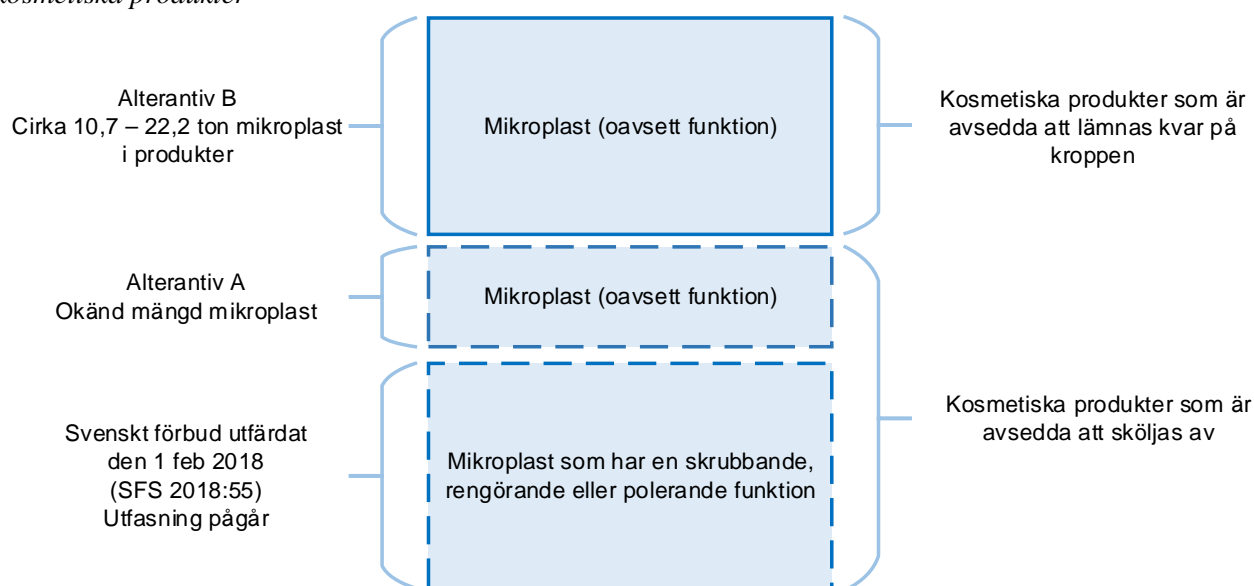 kosmetiska produkter
Alterantiv B
Cirka 10,7 – 22,2 ton mikroplast
i produkter
Mikroplast (oavsett funktion)
Kosmetiska produkter som är
avsedda att lämnas kvar på
kroppen
Alterantiv A
Okänd mängd mikroplast
Mikroplast (oavsett funktion)
Svenskt förbud utfärdat
den 1 feb 2018
(SFS 2018:55)
Utfasning pågår
Mikroplast som har en skrubbande,
rengörande eller polerande funktion
Kosmetiska produkter som är
avsedda att sköljas av